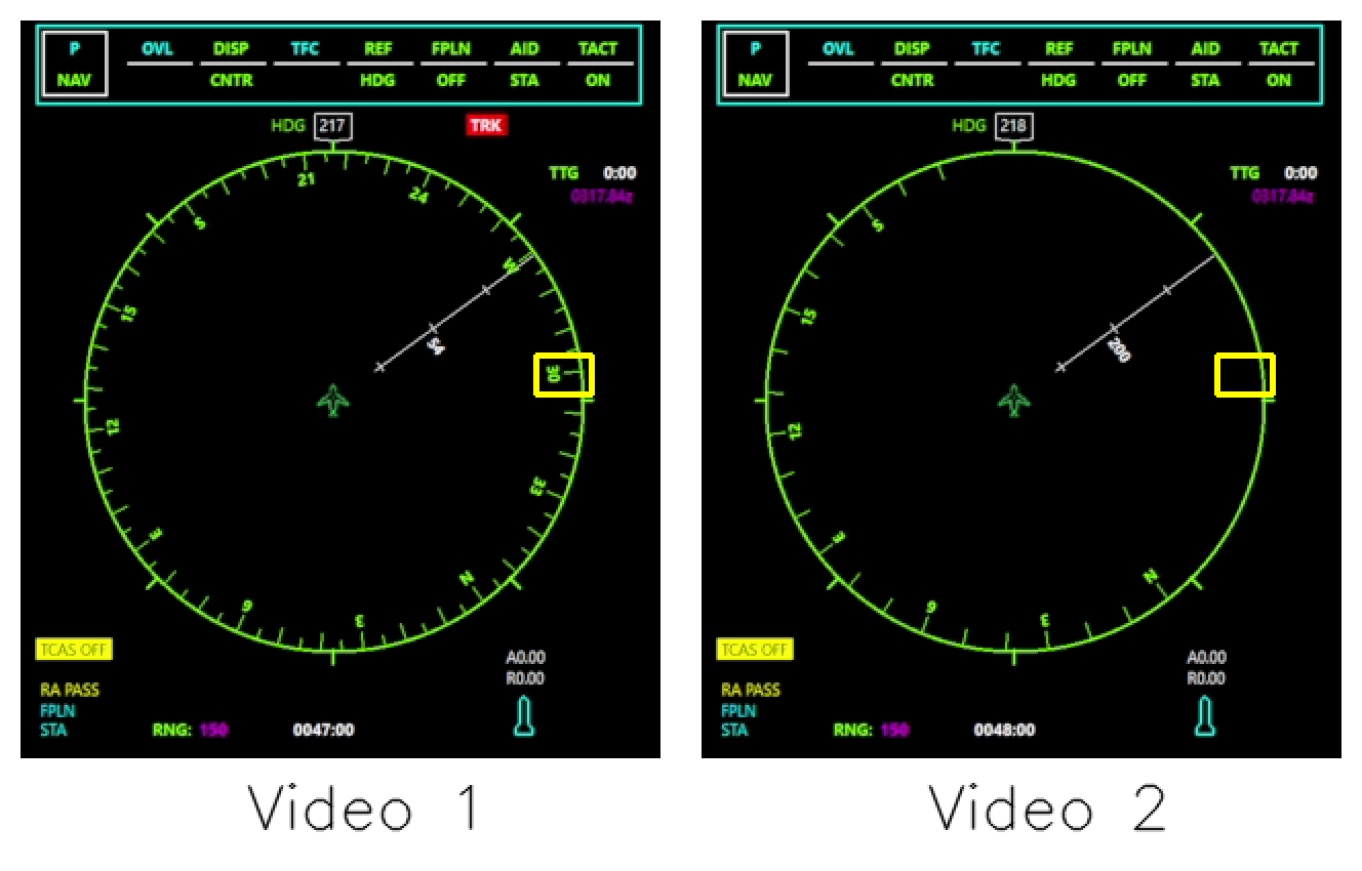 P OVL DISP TFC REF FPLN AID TACT
NAV CNTR HDG OFF STA ON
HDG 217 TRK
TTG 0:00
0317.84z
21
24
S
W
15
54
30
12
33
E
N
6
3
TCAS OFF
A0.00
R0.00
RA PASS
FPLN
STA RNG: 150 0047:00
Video 1
P OVL DISP TFC REF FPLN AID TACT
NAV CNTR HDG OFF STA ON
HDG 218
TTG 0:00
0317.84z
S
15
200
12
E
N
6
3
TCAS OFF
A0.00
R0.00
RA PASS
FPLN
STA RNG: 150 0048:00
Video 2